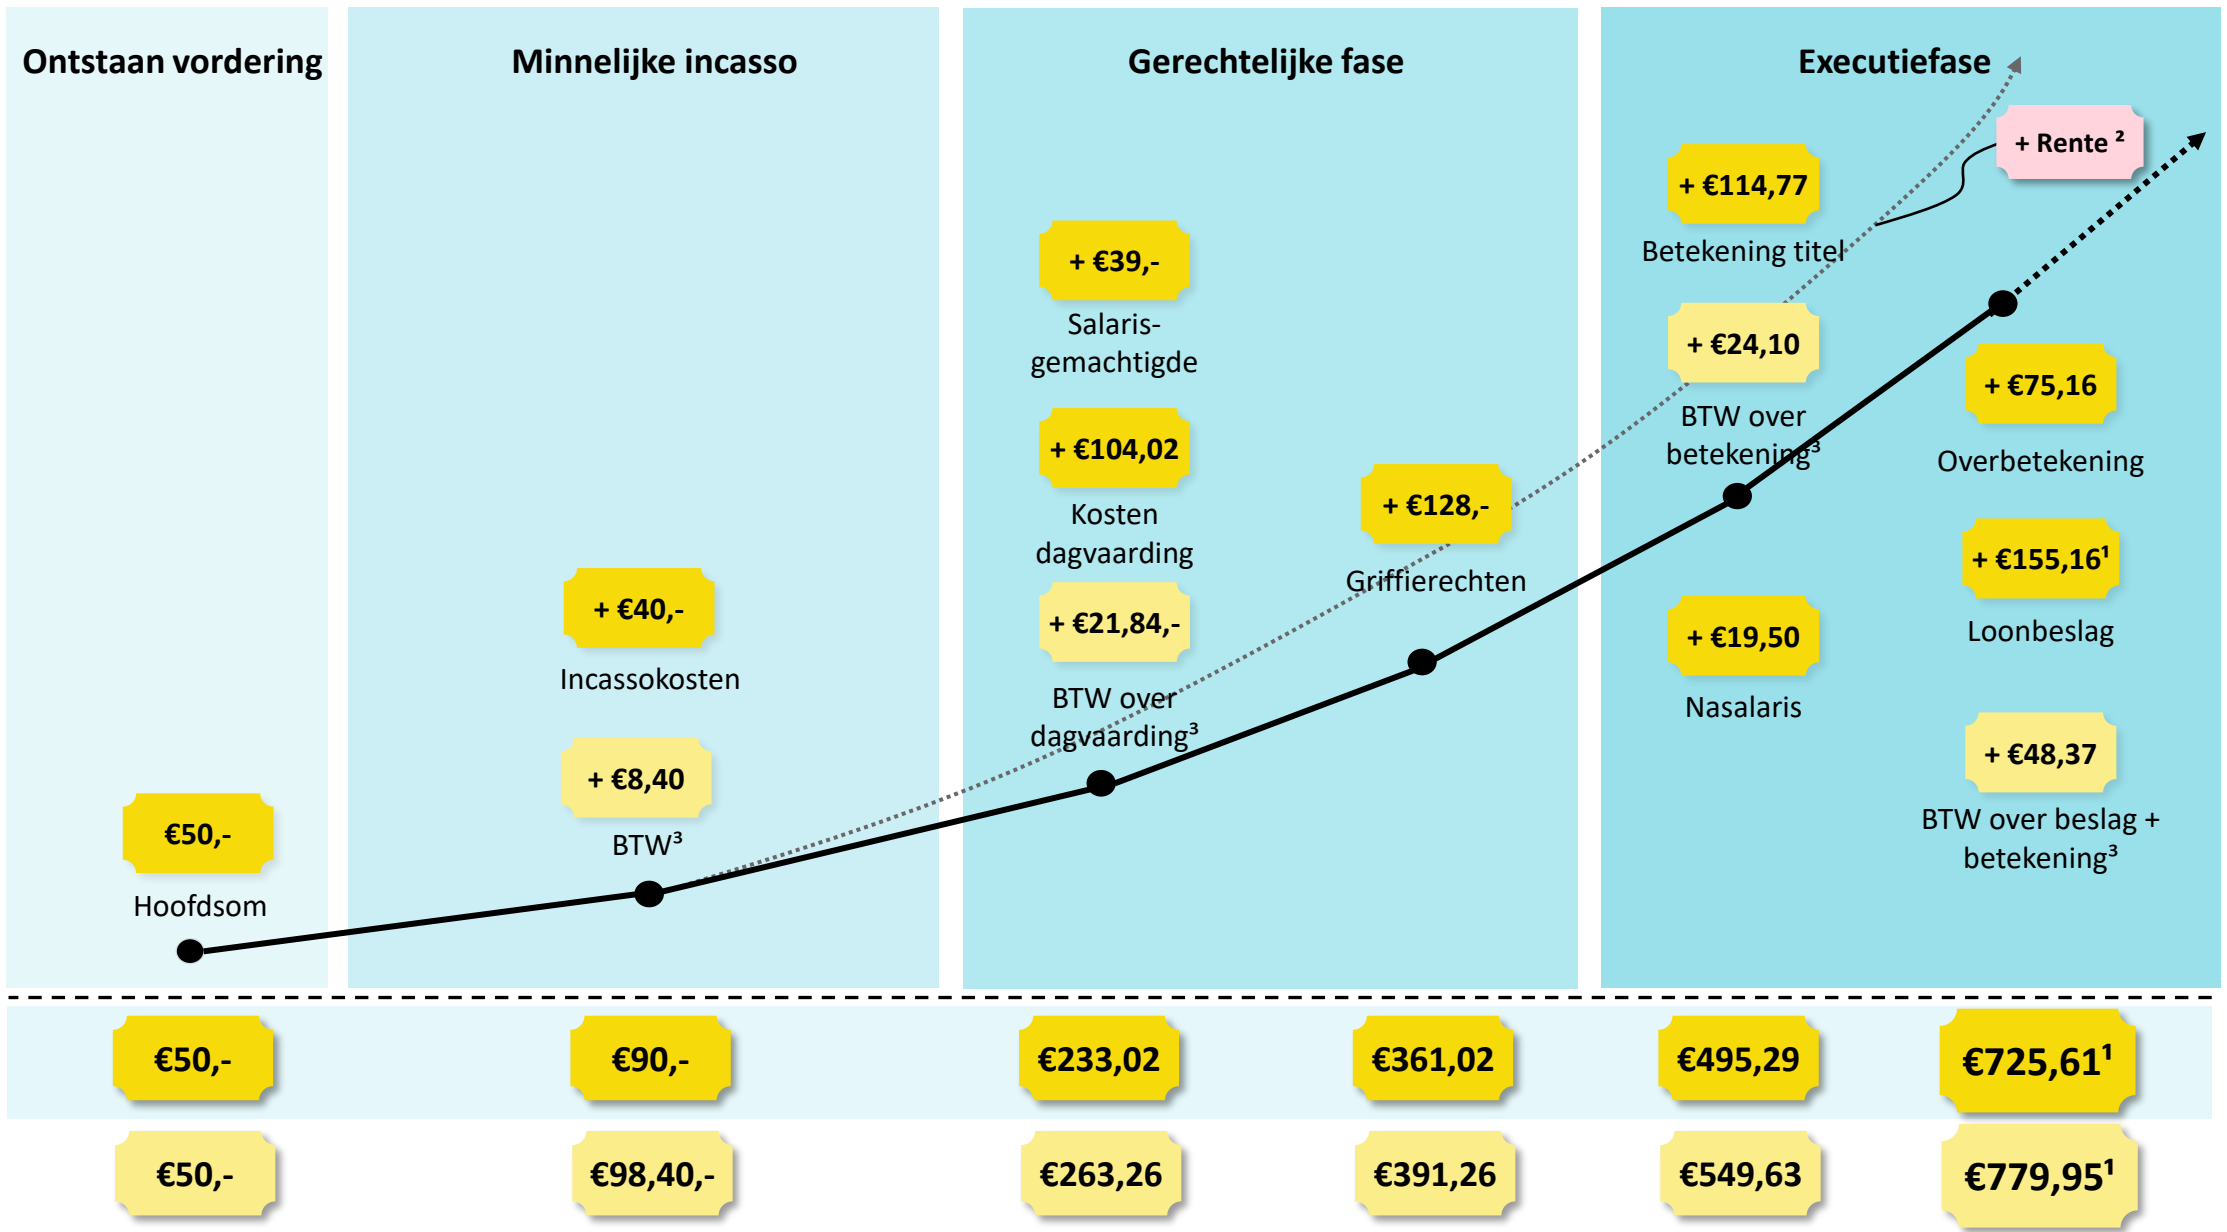 Ontstaan vordering
Minnelijke incasso
Gerechtelijke fase
Executiefase
€50,-
Hoofdsom
+ €40,-
Incassokosten
+ €8,40
BTW³
+ €39,-
Salaris-
gemachtigde
+ €104,02
Kosten
dagvaarding
+ €21,84,-
BTW over
dagvaarding³
+ €128,-
Griffierechten
+ €114,77
Betekening titel
+ €24,10
BTW over
betekening³
+ €19,50
Nasalaris
+ Rente ²
+ €75,16
Overbetekening
+ €155,16¹
Loonbeslag
+ €48,37
BTW over beslag +
betekening³
€50,-
€90,-
€233,02
€361,02
€495,29
€725,61¹
€50,-
€98,40,-
€263,26
€391,26
€549,63
€779,95¹